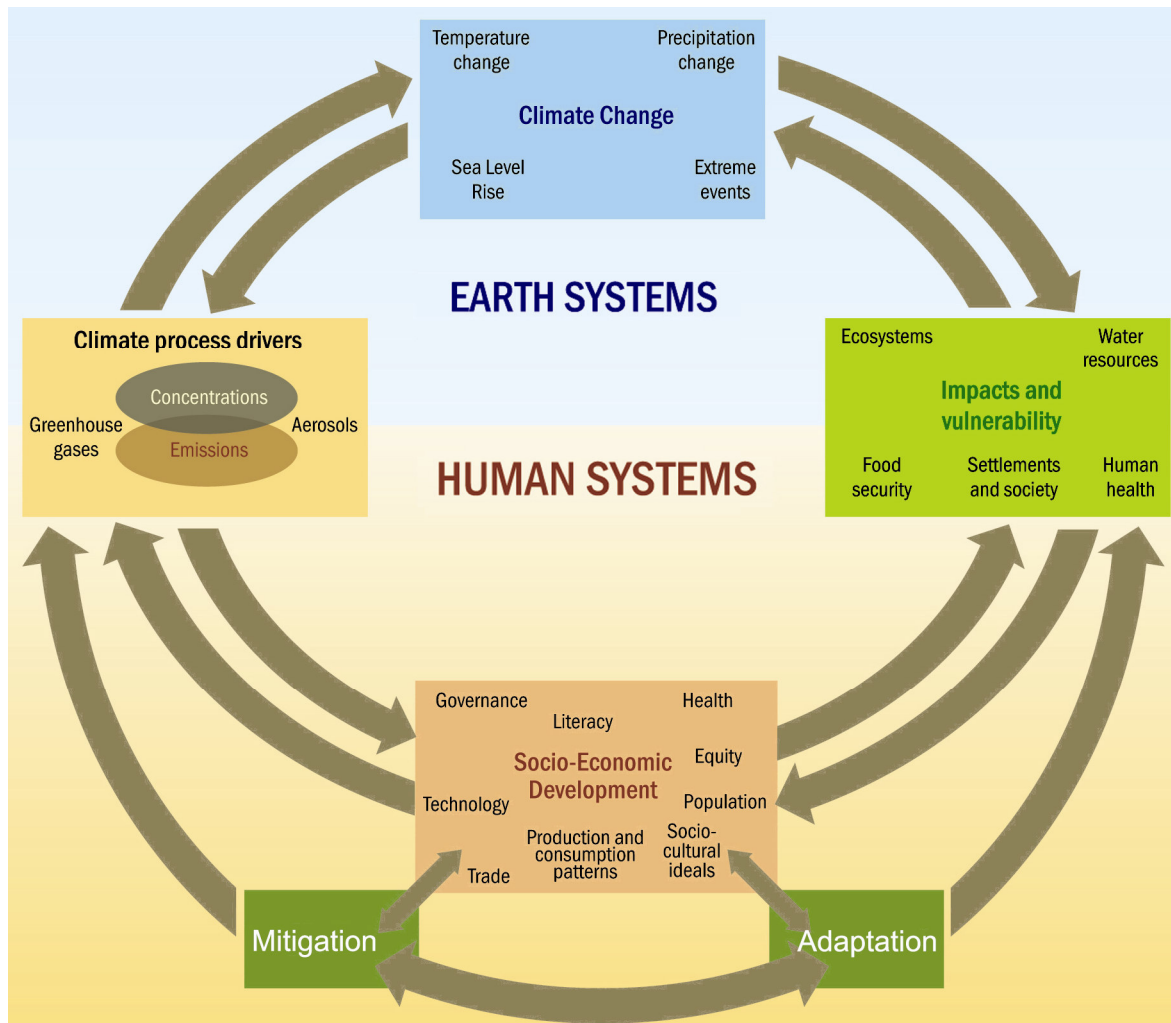 Temperature
change
Precipitation
change
Climate Change
Sea Level
Rise
Extreme
events
EARTH SYSTEMS
Climate process drivers
Concentrations
Greenhouse
gases
Aerosols
Emissions
Ecosystems
Water
resources
Impacts and
vulnerability
Food
security
Settlements
and society
Human
health
HUMAN SYSTEMS
Governance
Literacy
Health
Socio-Economic
Development
Equity
Technology
Population
Production and
consumption
patterns
Socio-
cultural
ideals
Trade
Mitigation
Adaptation